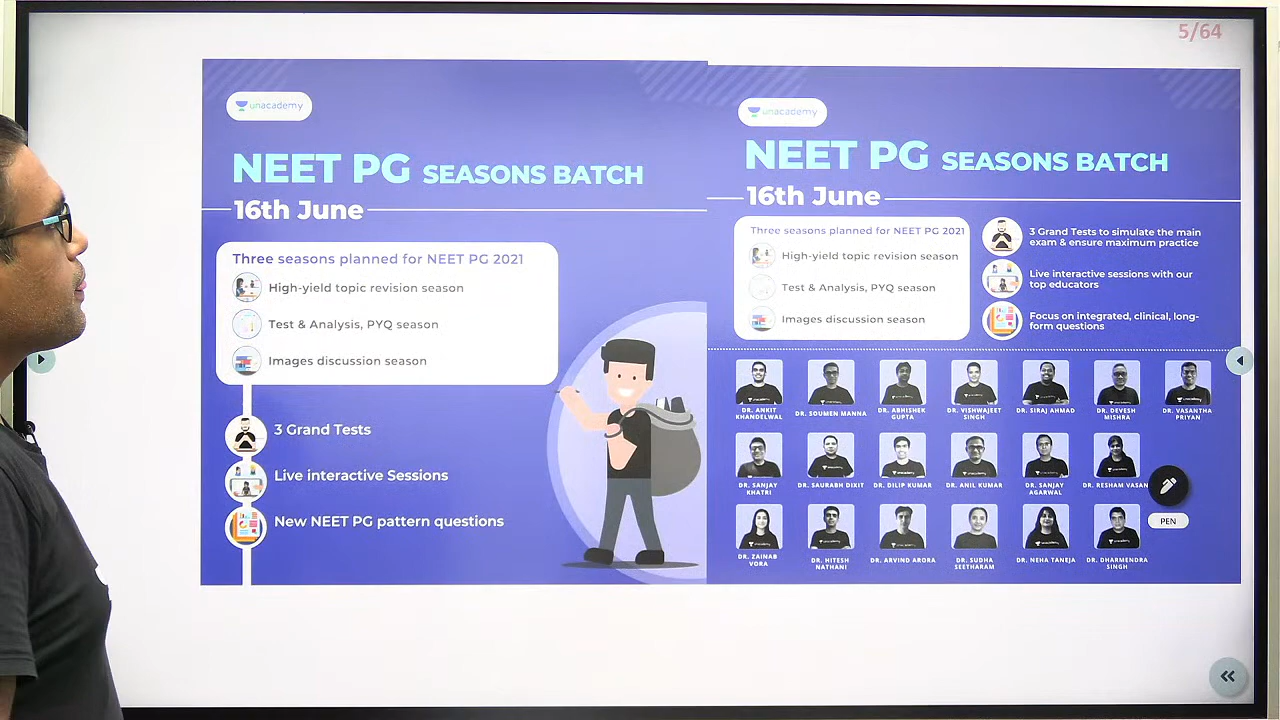 5/64
unacademy
NEET PG SEASONS BATCH
16th June
Three seasons planned for NEET PG 2021
High-yield topic revision season
Test & Analysis, PYQ season
Images discussion season
3 Grand Tests
Live interactive Sessions
New NEET PG pattern questions
unacademy
NEET PG SEASONS BATCH
16th June
Three seasons planned for NEET PG 2021
High-yield topic revision season
Test & Analysis, PYQ season
Images discussion season
3 Grand Tests to simulate the main
exam & ensure maximum practice
Live interactive sessions with our
top educators
Focus on integrated, clinical, long-
form questions
DR. ANKIT
KHANDELWAL
DR. SOUMEN MANNA
DR. ABHISHEK
GUPTA
DR. VISHWAJEET
SINGH
DR. SIRAJ AHMAD
DR. DEVESH
MISHRA
DR. VASANTHA
PRIYAN
DR. SANJAY
KHATRI
DR. SAURABH DIXIT
DR. DILIP KUMAR
DR. ANIL KUMAR
DR. SANJAY
AGARWAL
DR. RESHAM VASAN
PEN
DR. ZAINAB
VORA
DR. HITESH
NATHANI
DR. ARVIND ARORA
DR. SUDHA
SEETHARAM
DR. NEHA TANEJA
DR. DHARMENDRA
SINGH